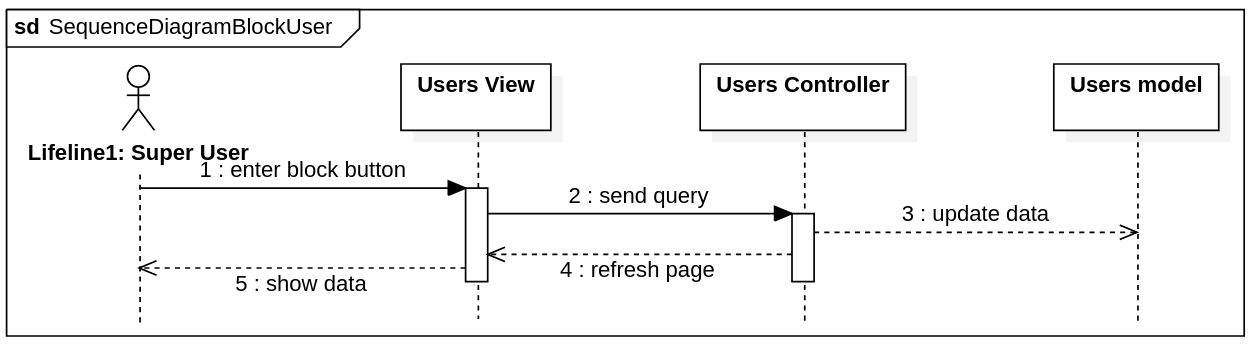 sd SequenceDiagramBlockUser
Users View
Users Controller
Users model
Lifeline1: Super User
1 : enter block button
2 : send query
3 : update data
4 : refresh page
5 : show data